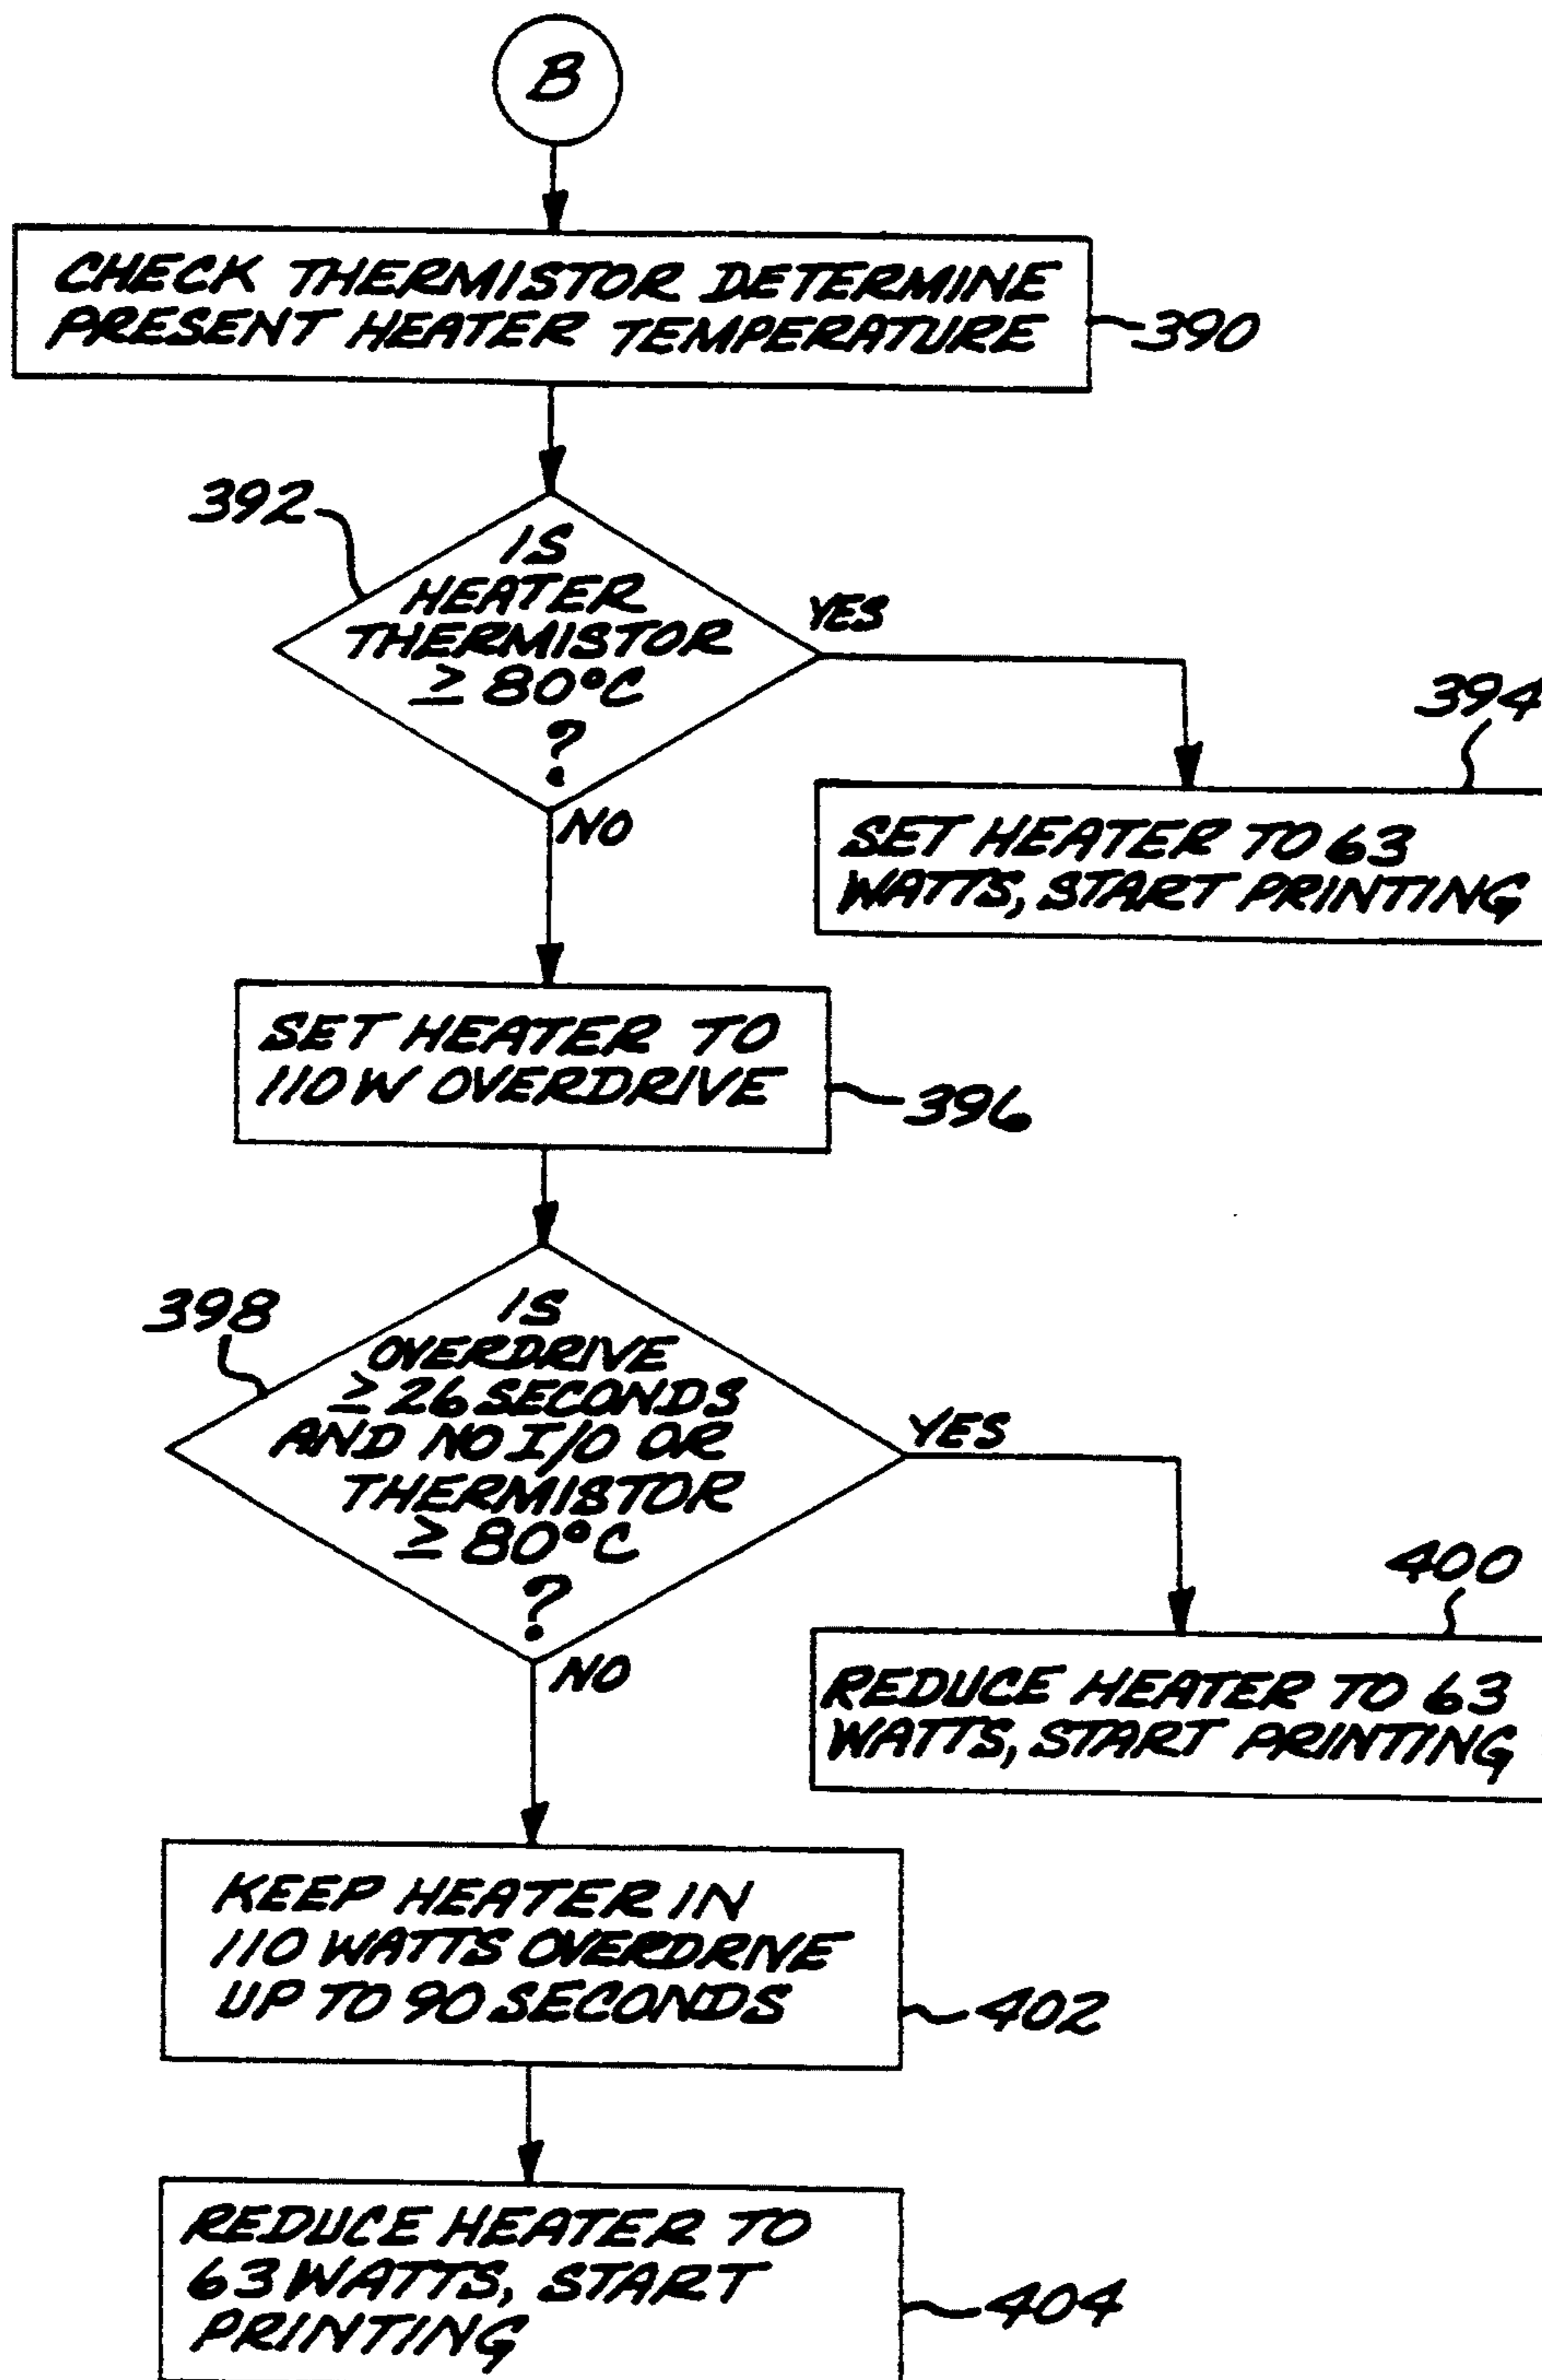 B
CHECK THERMISTOR DETERMINE
PRESENT HEATER TEMPERATURE
390
392
IS
HEATER
THERMISTOR
≥ 80°C
?
YES
NO
394
SET HEATER TO 63
WATTS, START PRINTING
SET HEATER TO
110W OVERDRIVE
396
398
IS
OVERDRIVE
≥ 26 SECONDS
AND NO I/O OR
THERMISTOR
≥ 80°C
?
YES
NO
400
REDUCE HEATER TO 63
WATTS, START PRINTING
KEEP HEATER IN
110 WATTS OVERDRIVE
UP TO 90 SECONDS
402
REDUCE HEATER TO
63 WATTS, START
PRINTING
404